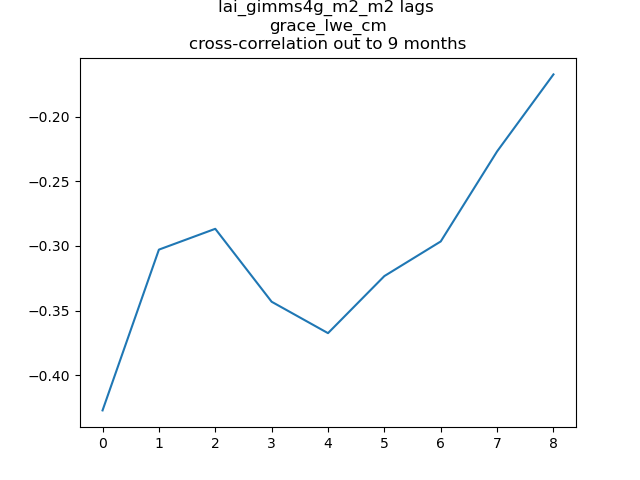 lai_gimms4g_m2_m2 lags
grace_lwe_cm
cross-correlation out to 9 months
−0.20
−0.25
−0.30
−0.35
−0.40
0 1 2 3 4 5 6 7 8